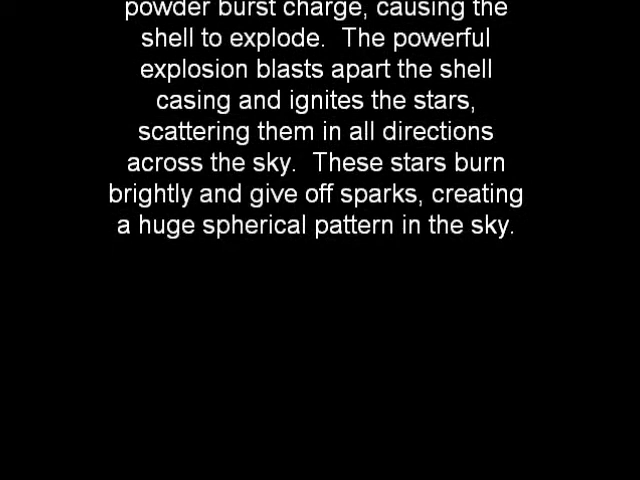 powder burst charge, causing the
shell to explode.  The powerful
explosion blasts apart the shell
casing and ignites the stars,
scattering them in all directions
across the sky.  These stars burn
brightly and give off sparks, creating
a huge spherical pattern in the sky.